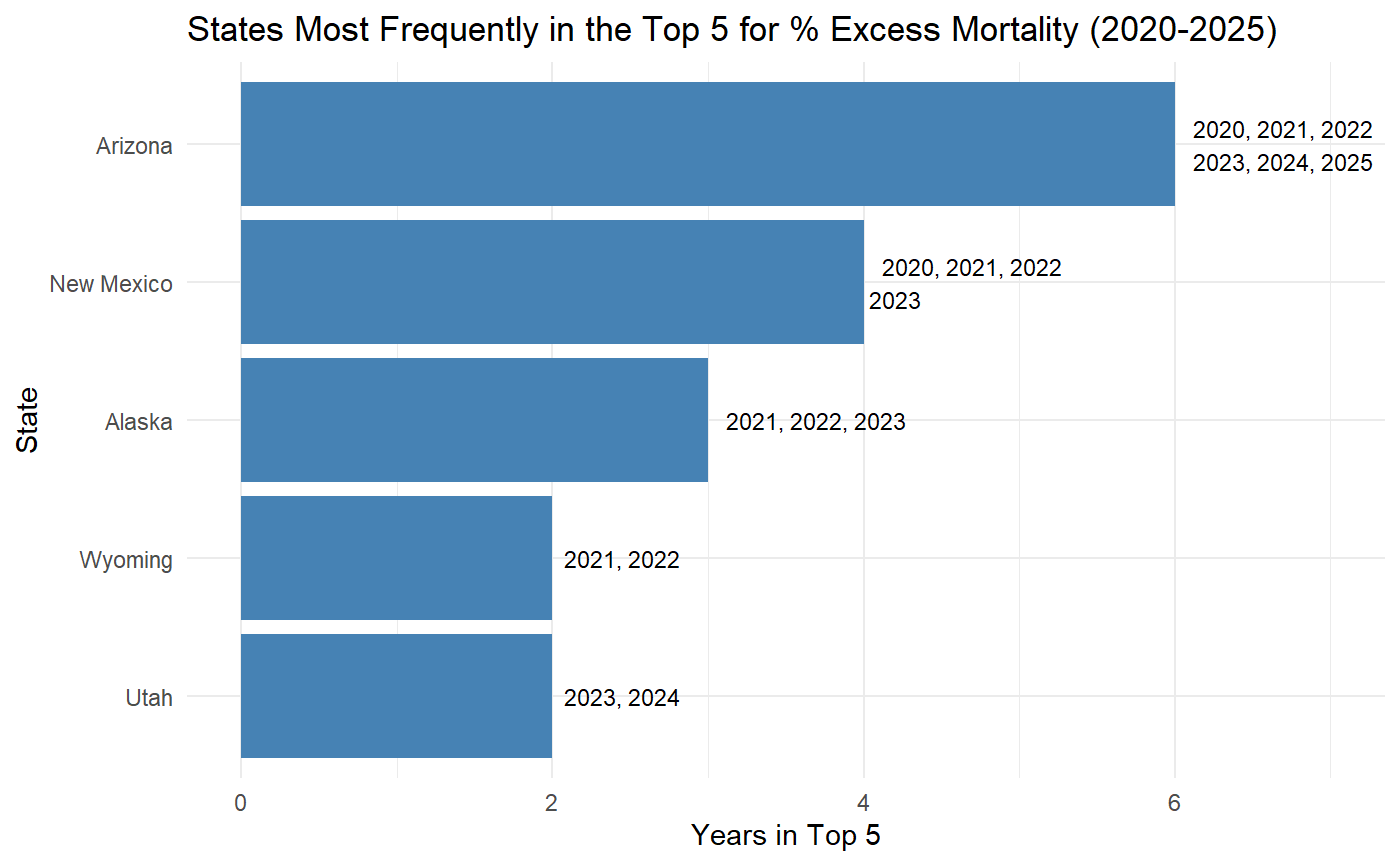 States Most Frequently in the Top 5 for % Excess Mortality (2020-2025)
Arizona
2020, 2021, 2022
2023, 2024, 2025
New Mexico
2020, 2021, 2022
2023
State
Alaska
2021, 2022, 2023
Wyoming
2021, 2022
Utah
2023, 2024
0 2 4 6
Years in Top 5